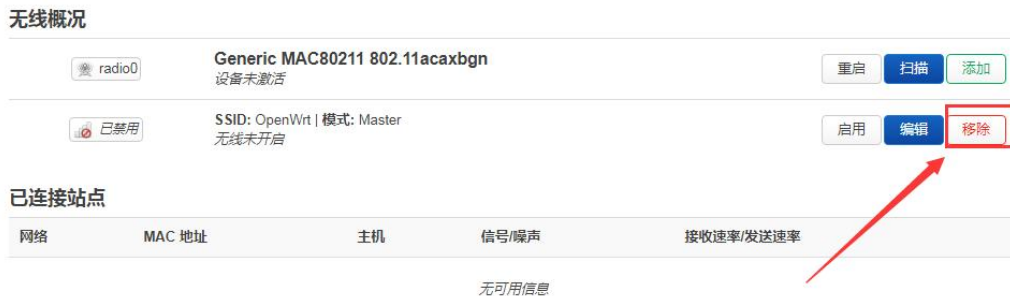 无线概况
radio0 Generic MAC80211 802.11acaxbgn 重启 扫描 添加
设备未激活
已禁用 SSID: OpenWrt | 模式: Master 启用 编辑 移除
无线未开启
已连接站点
网络 MAC 地址 主机 信号/噪声 接收速率/发送速率
无可用信息